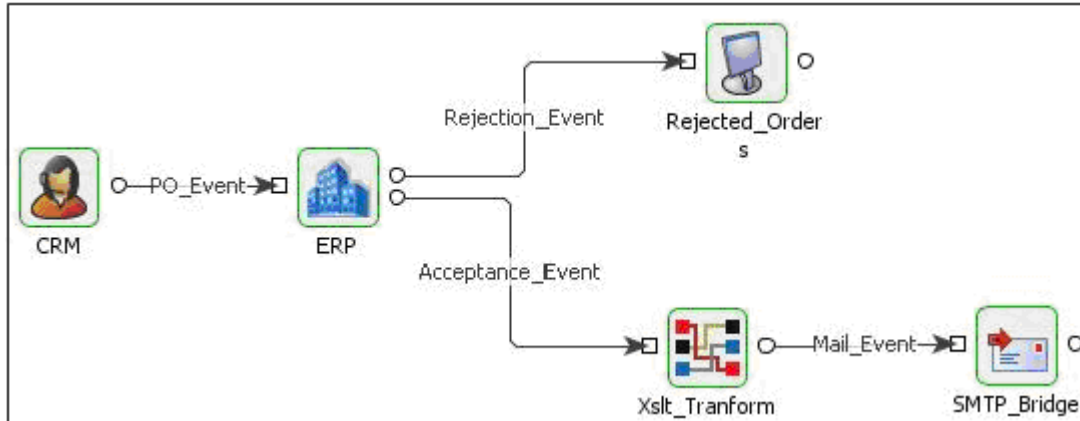 Rejection_Event
Rejected_Order
s
PO_Event
CRM
ERP
Acceptance_Event
Mail_Event
Xslt_Tranform
SMTP_Bridge